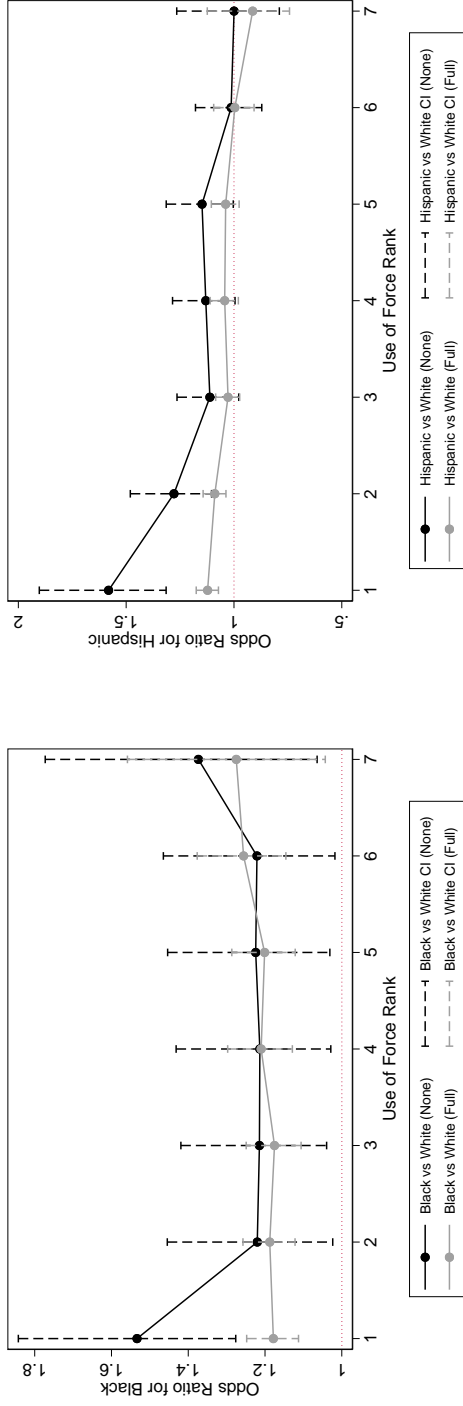 Odds Ratio for Black
1 1.2 1.4 1.6 1.8
1 2 3 4 5 6 7
Use of Force Rank
Black vs White (None) Black vs White CI (None)
Black vs White (Full) Black vs White CI (Full)
Odds Ratio for Hispanic
.5 1 1.5 2
1 2 3 4 5 6 7
Use of Force Rank
Hispanic vs White (None) Hispanic vs White CI (None)
Hispanic vs White (Full) Hispanic vs White CI (Full)